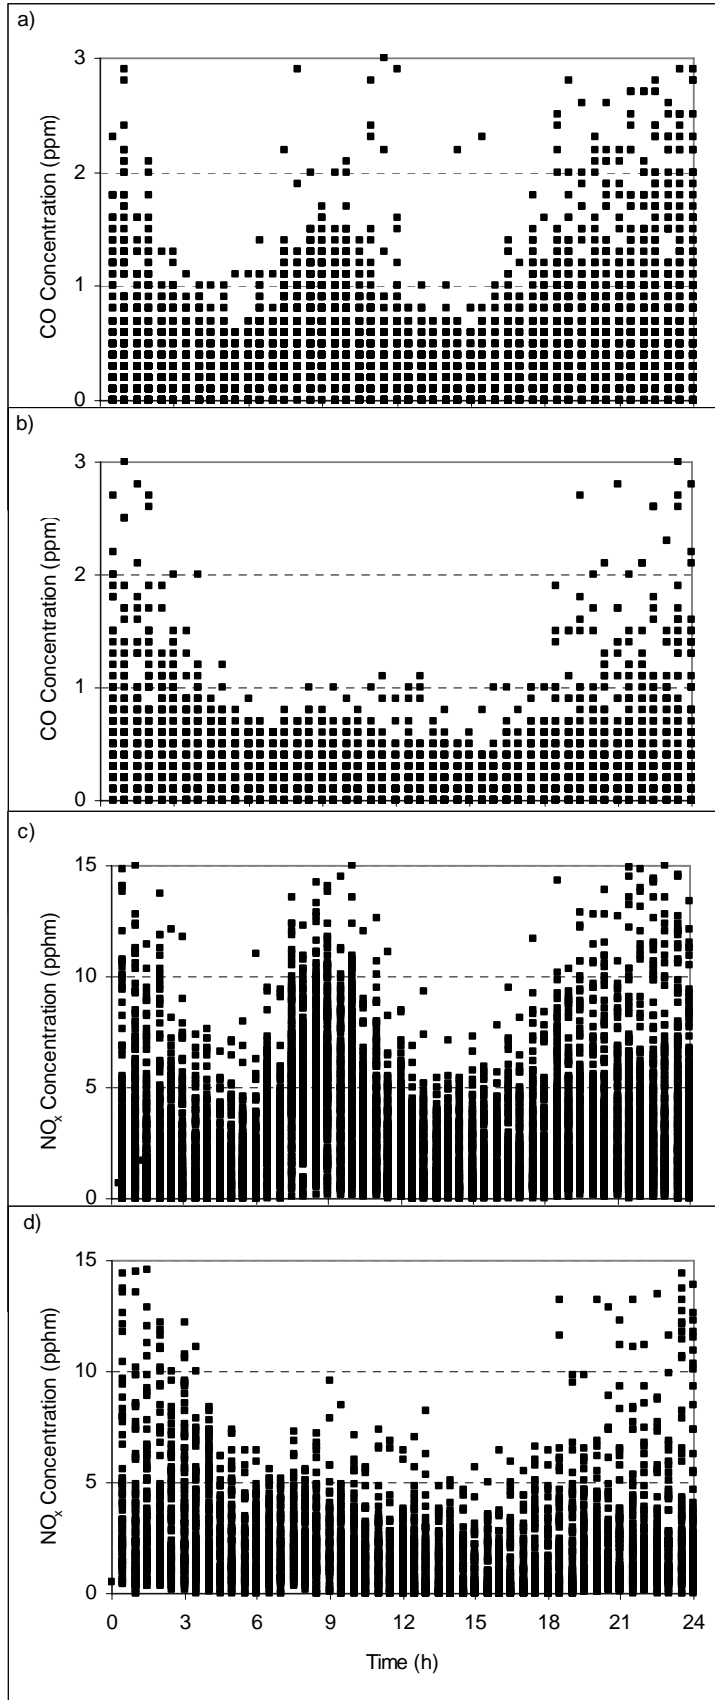 a)
3
2
1
0
CO Concentration (ppm)
b)
3
2
1
0
CO Concentration (ppm)
c)
15
10
5
0
NOx Concentration (pphm)
d)
15
10
5
0
NOx Concentration (pphm)
0 3 6 9 12 15 18 21 24
Time (h)